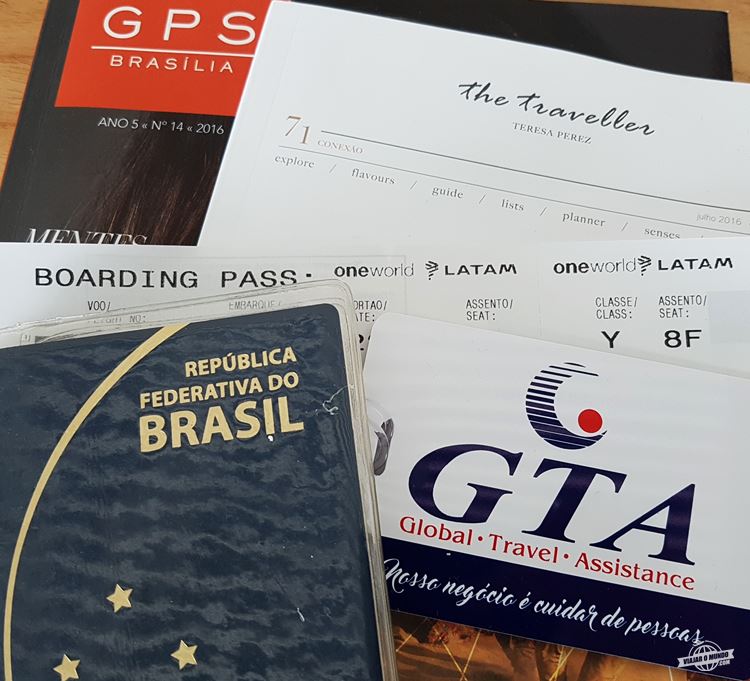 GPS
BRASÍLIA
ANO 5 « Nº 14 « 2016
MENTES
the traveller
TERESA PEREZ
71
CONEXÃO
explore / flavours / guide / lists / planner / senses /
julho 2016
BOARDING PASS: oneworld LATAM oneworld LATAM
VOO/ EMBARQUE/ ASSENTO/ CLASSE/ ASSENTO/
NO: SEAT: CLASS: SEAT:
Y 8F
REPÚBLICA
FEDERATIVA DO
BRASIL
GTA
Global · Travel · Assistance
Nosso negócio é cuidar de pessoas
VIAJAR O MUNDO
.COM